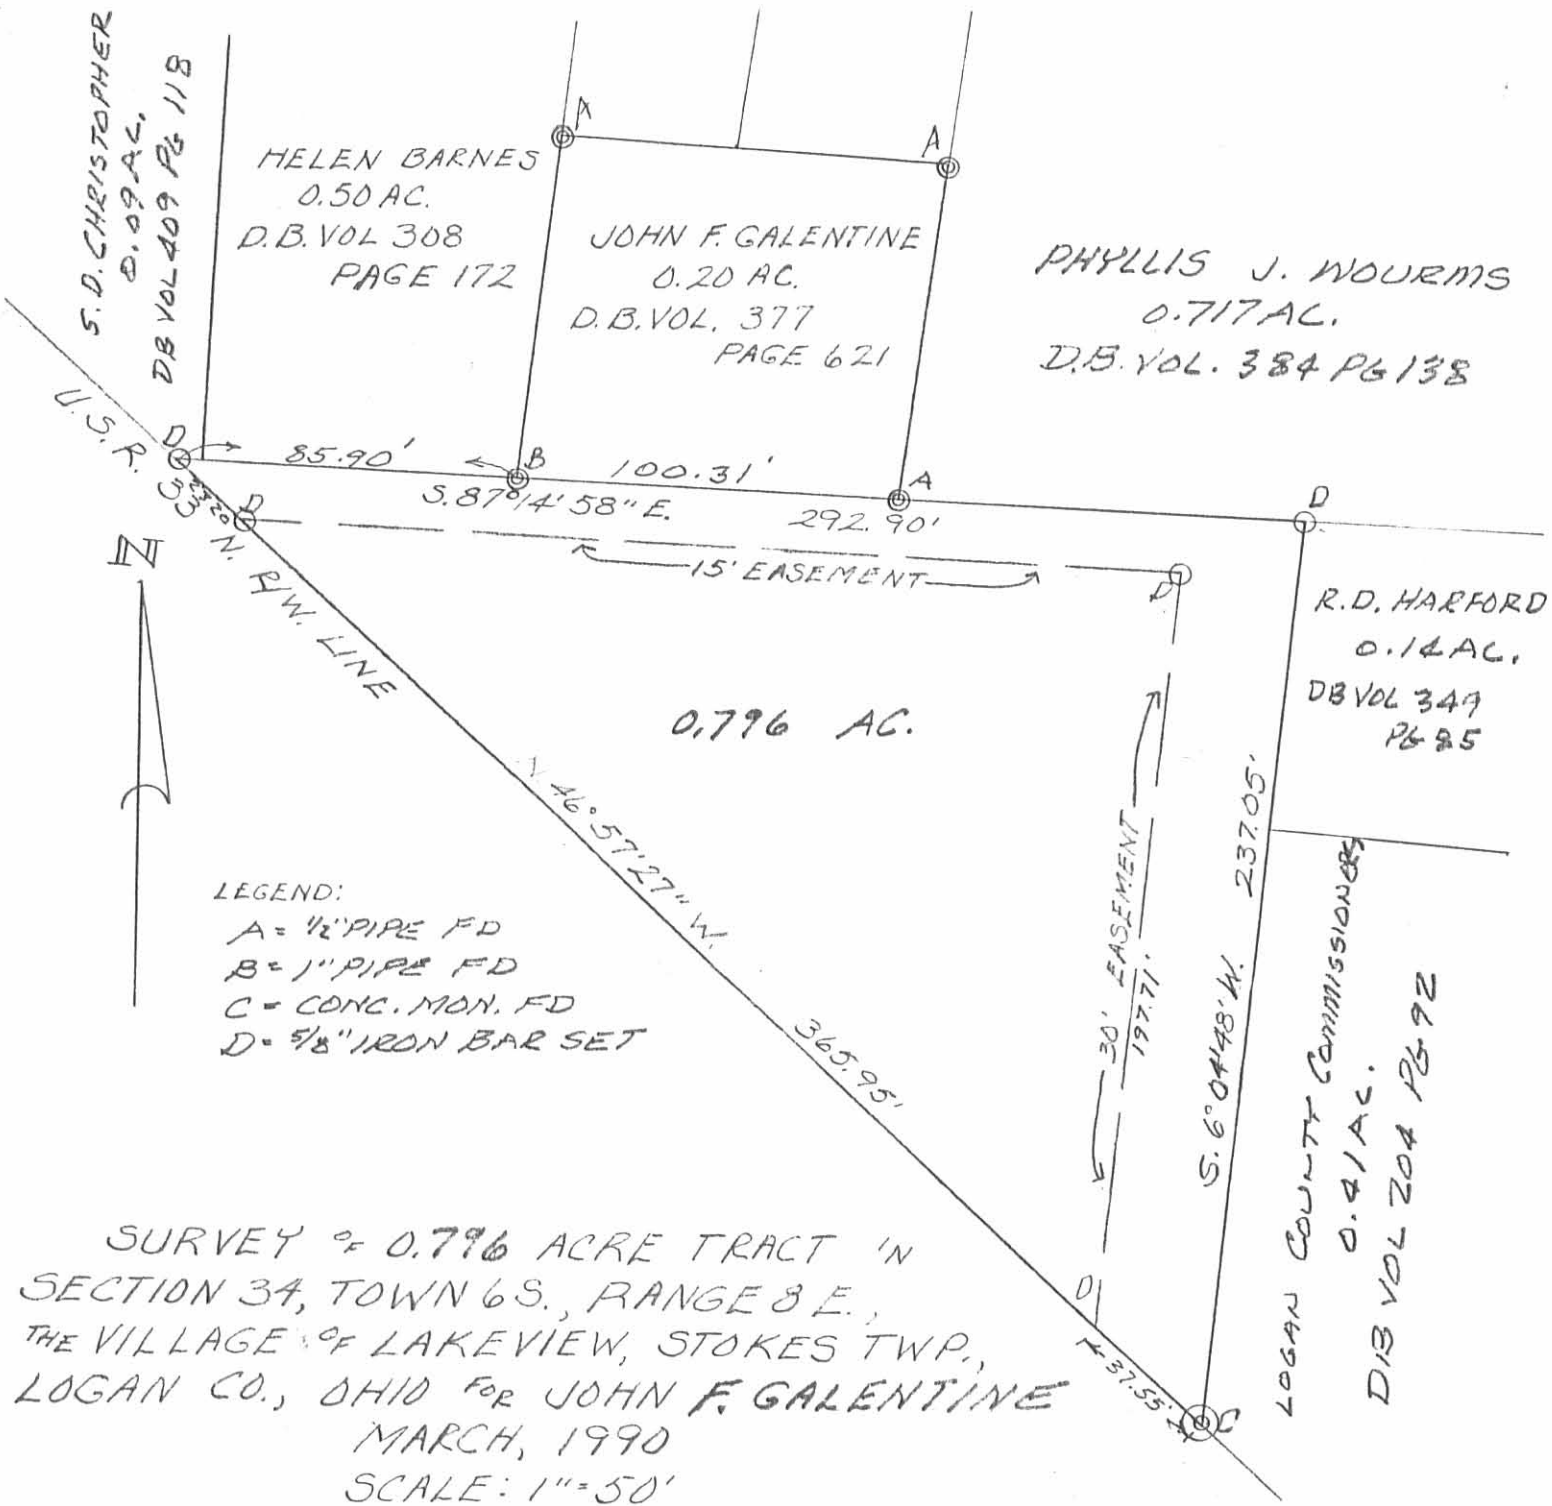 S.D. CHRISTOPHER
0.09 AC.
DB VOL 409 PG 118
HELEN BARNES
0.50 AC.
D.B. VOL 308
PAGE 172
A
A
JOHN F. GALENTINE
0.20 AC.
D.B. VOL. 377
PAGE 621
PHYLLIS J. WOURMS
0.717 AC.
D.B. VOL. 384 PG 138
U.S.R. 33
N. R/W. LINE
D
85.90'
B
100.31'
A
D
S. 87° 14' 58" E.
292.90'
D
15' EASEMENT
D
R.D. HARFORD
0.14 AC.
DB VOL 349
PG 85
N
0.796 AC.
N. 46° 57' 27" W.
365.95'
30' EASEMENT
197.71'
S. 6° 04' 48" W. 237.05'
LOGAN COUNTY COMMISSIONERS
0.41 AC.
DB VOL 204 PG 92
LEGEND:
A = 1/2" PIPE FD
B = 1" PIPE FD
C = CONC. MON. FD
D = 5/8" IRON BAR SET
D
37.55'
C
SURVEY OF 0.796 ACRE TRACT IN
SECTION 34, TOWN 6S., RANGE 8 E.,
THE VILLAGE OF LAKEVIEW, STOKES TWP.,
LOGAN CO., OHIO FOR JOHN F. GALENTINE
MARCH, 1990
SCALE: 1" = 50'